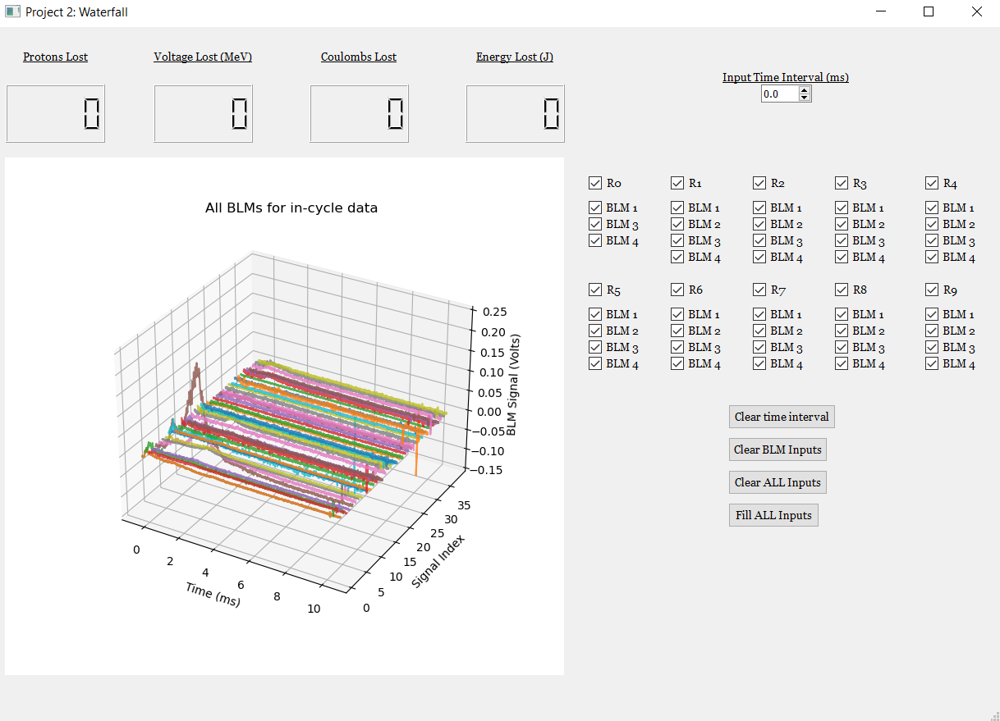 Project 2: Waterfall
Protons Lost
Voltage Lost (MeV)
Coulombs Lost
Energy Lost (J)
0
0
0
0
Input Time Interval (ms)
0.0
All BLMs for in-cycle data
0.25
0.20
0.15
0.10
0.05
0.00
−0.05
−0.10
−0.15
BLM Signal (Volts)
35
30
25
20
15
10
5
0
Signal Index
0
2
4
6
8
10
Time (ms)
R0
BLM 1
BLM 3
BLM 4
R1
BLM 1
BLM 2
BLM 3
BLM 4
R2
BLM 1
BLM 2
BLM 3
BLM 4
R3
BLM 1
BLM 2
BLM 3
BLM 4
R4
BLM 1
BLM 2
BLM 3
BLM 4
R5
BLM 1
BLM 2
BLM 3
BLM 4
R6
BLM 1
BLM 2
BLM 3
BLM 4
R7
BLM 1
BLM 2
BLM 3
BLM 4
R8
BLM 1
BLM 2
BLM 3
BLM 4
R9
BLM 1
BLM 2
BLM 3
BLM 4
Clear time interval
Clear BLM Inputs
Clear ALL Inputs
Fill ALL Inputs